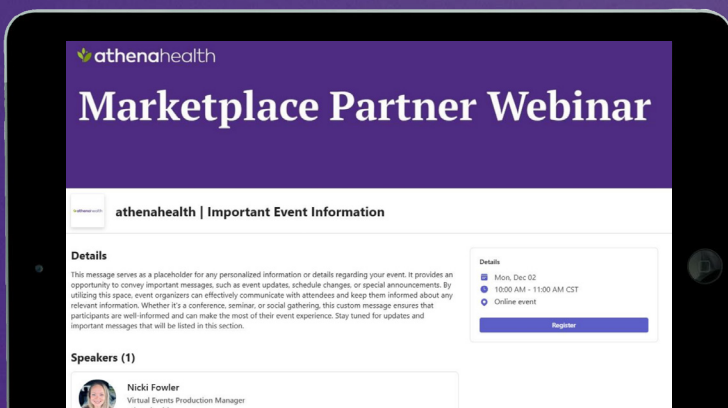 athenahealth
Marketplace Partner Webinar
athenahealth | Important Event Information
Details
This message serves as a placeholder for any personalized information or details regarding your event. It provides an
opportunity to convey important messages, such as event updates, schedule changes, or special announcements. By
utilizing this space, event organizers can effectively communicate with attendees and keep them informed about any
relevant information. Whether it's a conference, seminar, or social gathering, this custom message ensures that
participants are well-informed and can make the most of their event experience. Stay tuned for updates and
important messages that will be listed in this section.
Details
Mon, Dec 02
10:00 AM - 11:00 AM CST
Online event
Register
Speakers (1)
Nicki Fowler
Virtual Events Production Manager